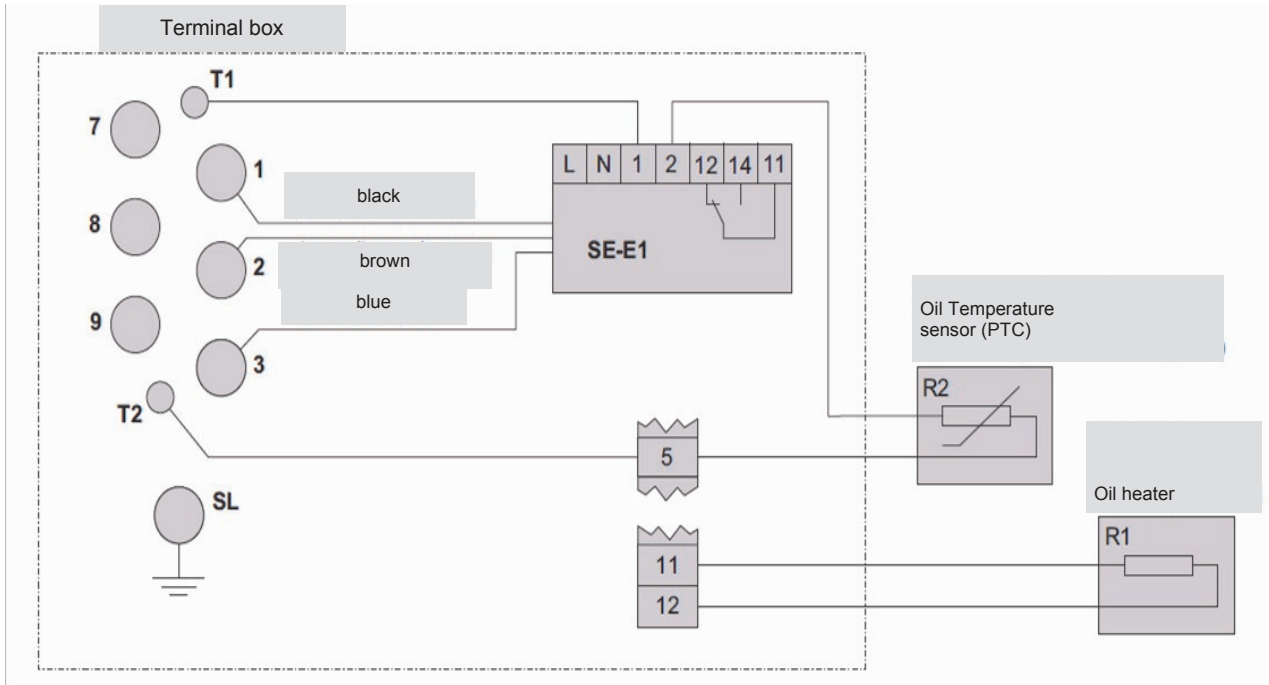 Terminal box
T1
7
1
L N 1 2 12 14 11
black
8
SE-E1
2
brown
blue
9
Oil Temperature
sensor (PTC)
3
R2
T2
5
Oil heater
SL
R1
11
12